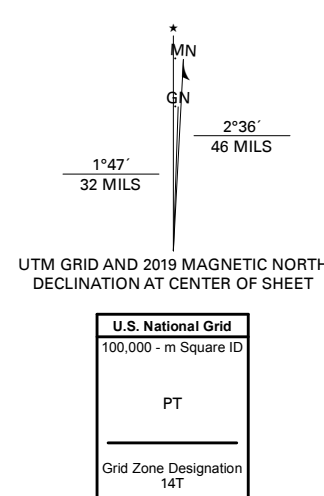 ★
MN
GN
2°36´
46 MILS
1°47´
32 MILS
UTM GRID AND 2019 MAGNETIC NORTH
DECLINATION AT CENTER OF SHEET
U.S. National Grid
100,000 - m Square ID
PT
Grid Zone Designation
14T